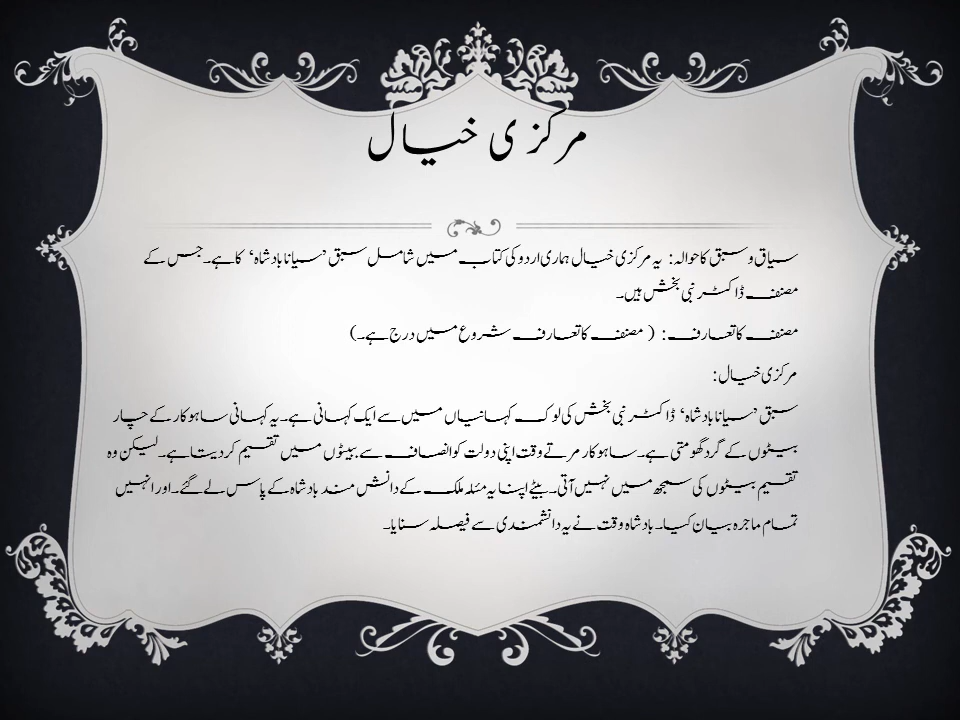 مرکزی خیال
سیاق و سبق کا حوالہ: یہ مرکزی خیال ہماری اردو کی کتاب میں شامل سبق ’سیانا بادشاہ‘ کا ہے۔ جس کے
مصنف ڈاکٹر نبی بخش ہیں۔
مصنف کا تعارف: ( مصنف کا تعارف شروع میں درج ہے۔)
مرکزی خیال:
سبق ’سیانا بادشاہ‘ ڈاکٹر نبی بخش کی لوک کہانیاں میں سے ایک کہانی ہے۔ یہ کہانی ساہوکار کے چار
بیٹوں کے گرد گھومتی ہے۔ ساہوکار مرتے وقت اپنی دولت کو انصاف سے بیٹوں میں تقیم کر دیتا ہے۔ لیکن وہ
تقیم بیٹوں کی سمجھ میں نہیں آتی۔ بیٹے اپنا یہ مئلہ ملک کے دانش مند بادشاہ کے پاس لے گئے۔ اور انہیں
تمام ماجرہ بیان کیا۔ بادشاہ وقت نے یہ دانشمندی سے فیصلہ سنایا۔